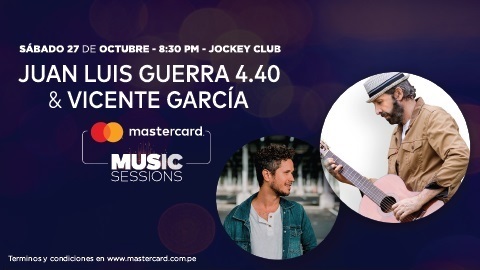 SÁBADO 27 DE OCTUBRE - 8:30 PM - JOCKEY CLUB
JUAN LUIS GUERRA 4.40
& VICENTE GARCÍA
mastercard
MUSIC
SESSIONS
Terminos y condiciones en www.mastercard.com.pe